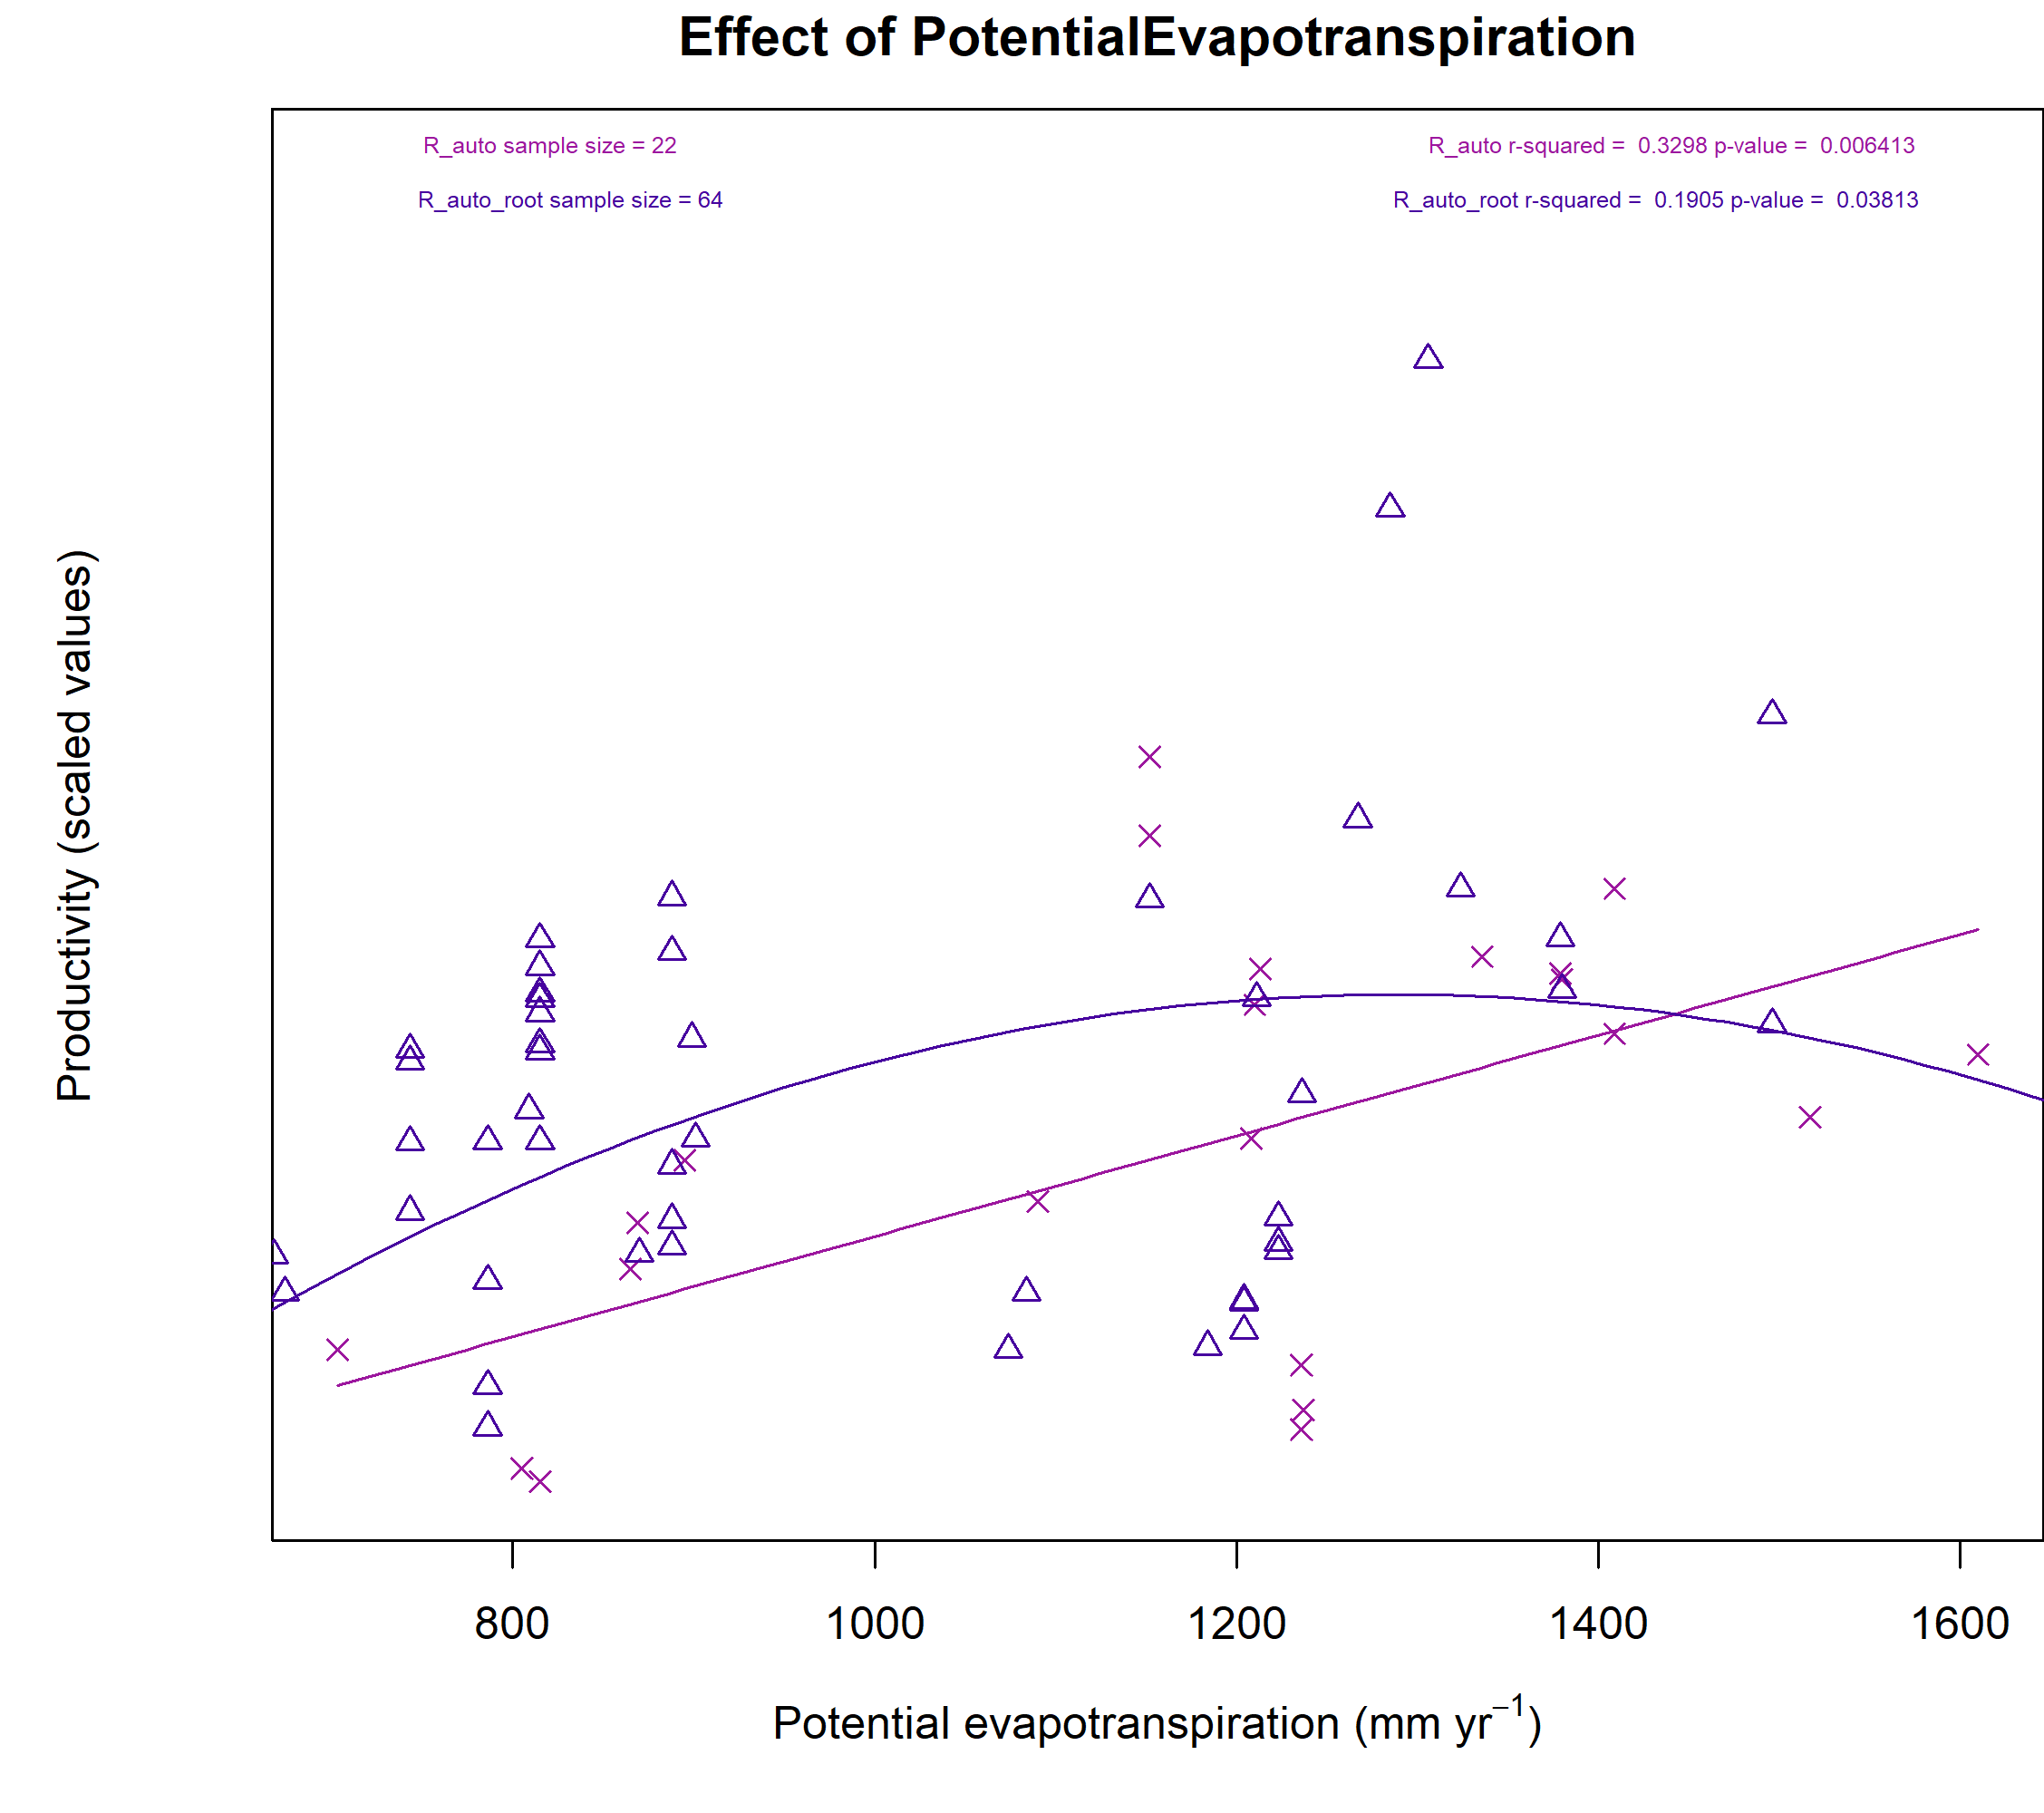 Effect of PotentialEvapotranspiration
R_auto sample size = 22
R_auto r-squared =  0.3298 p-value =  0.006413
R_auto_root sample size = 64
R_auto_root r-squared =  0.1905 p-value =  0.03813
Productivity (scaled values)
800 1000 1200 1400 1600
Potential evapotranspiration (mm yr⁻¹)